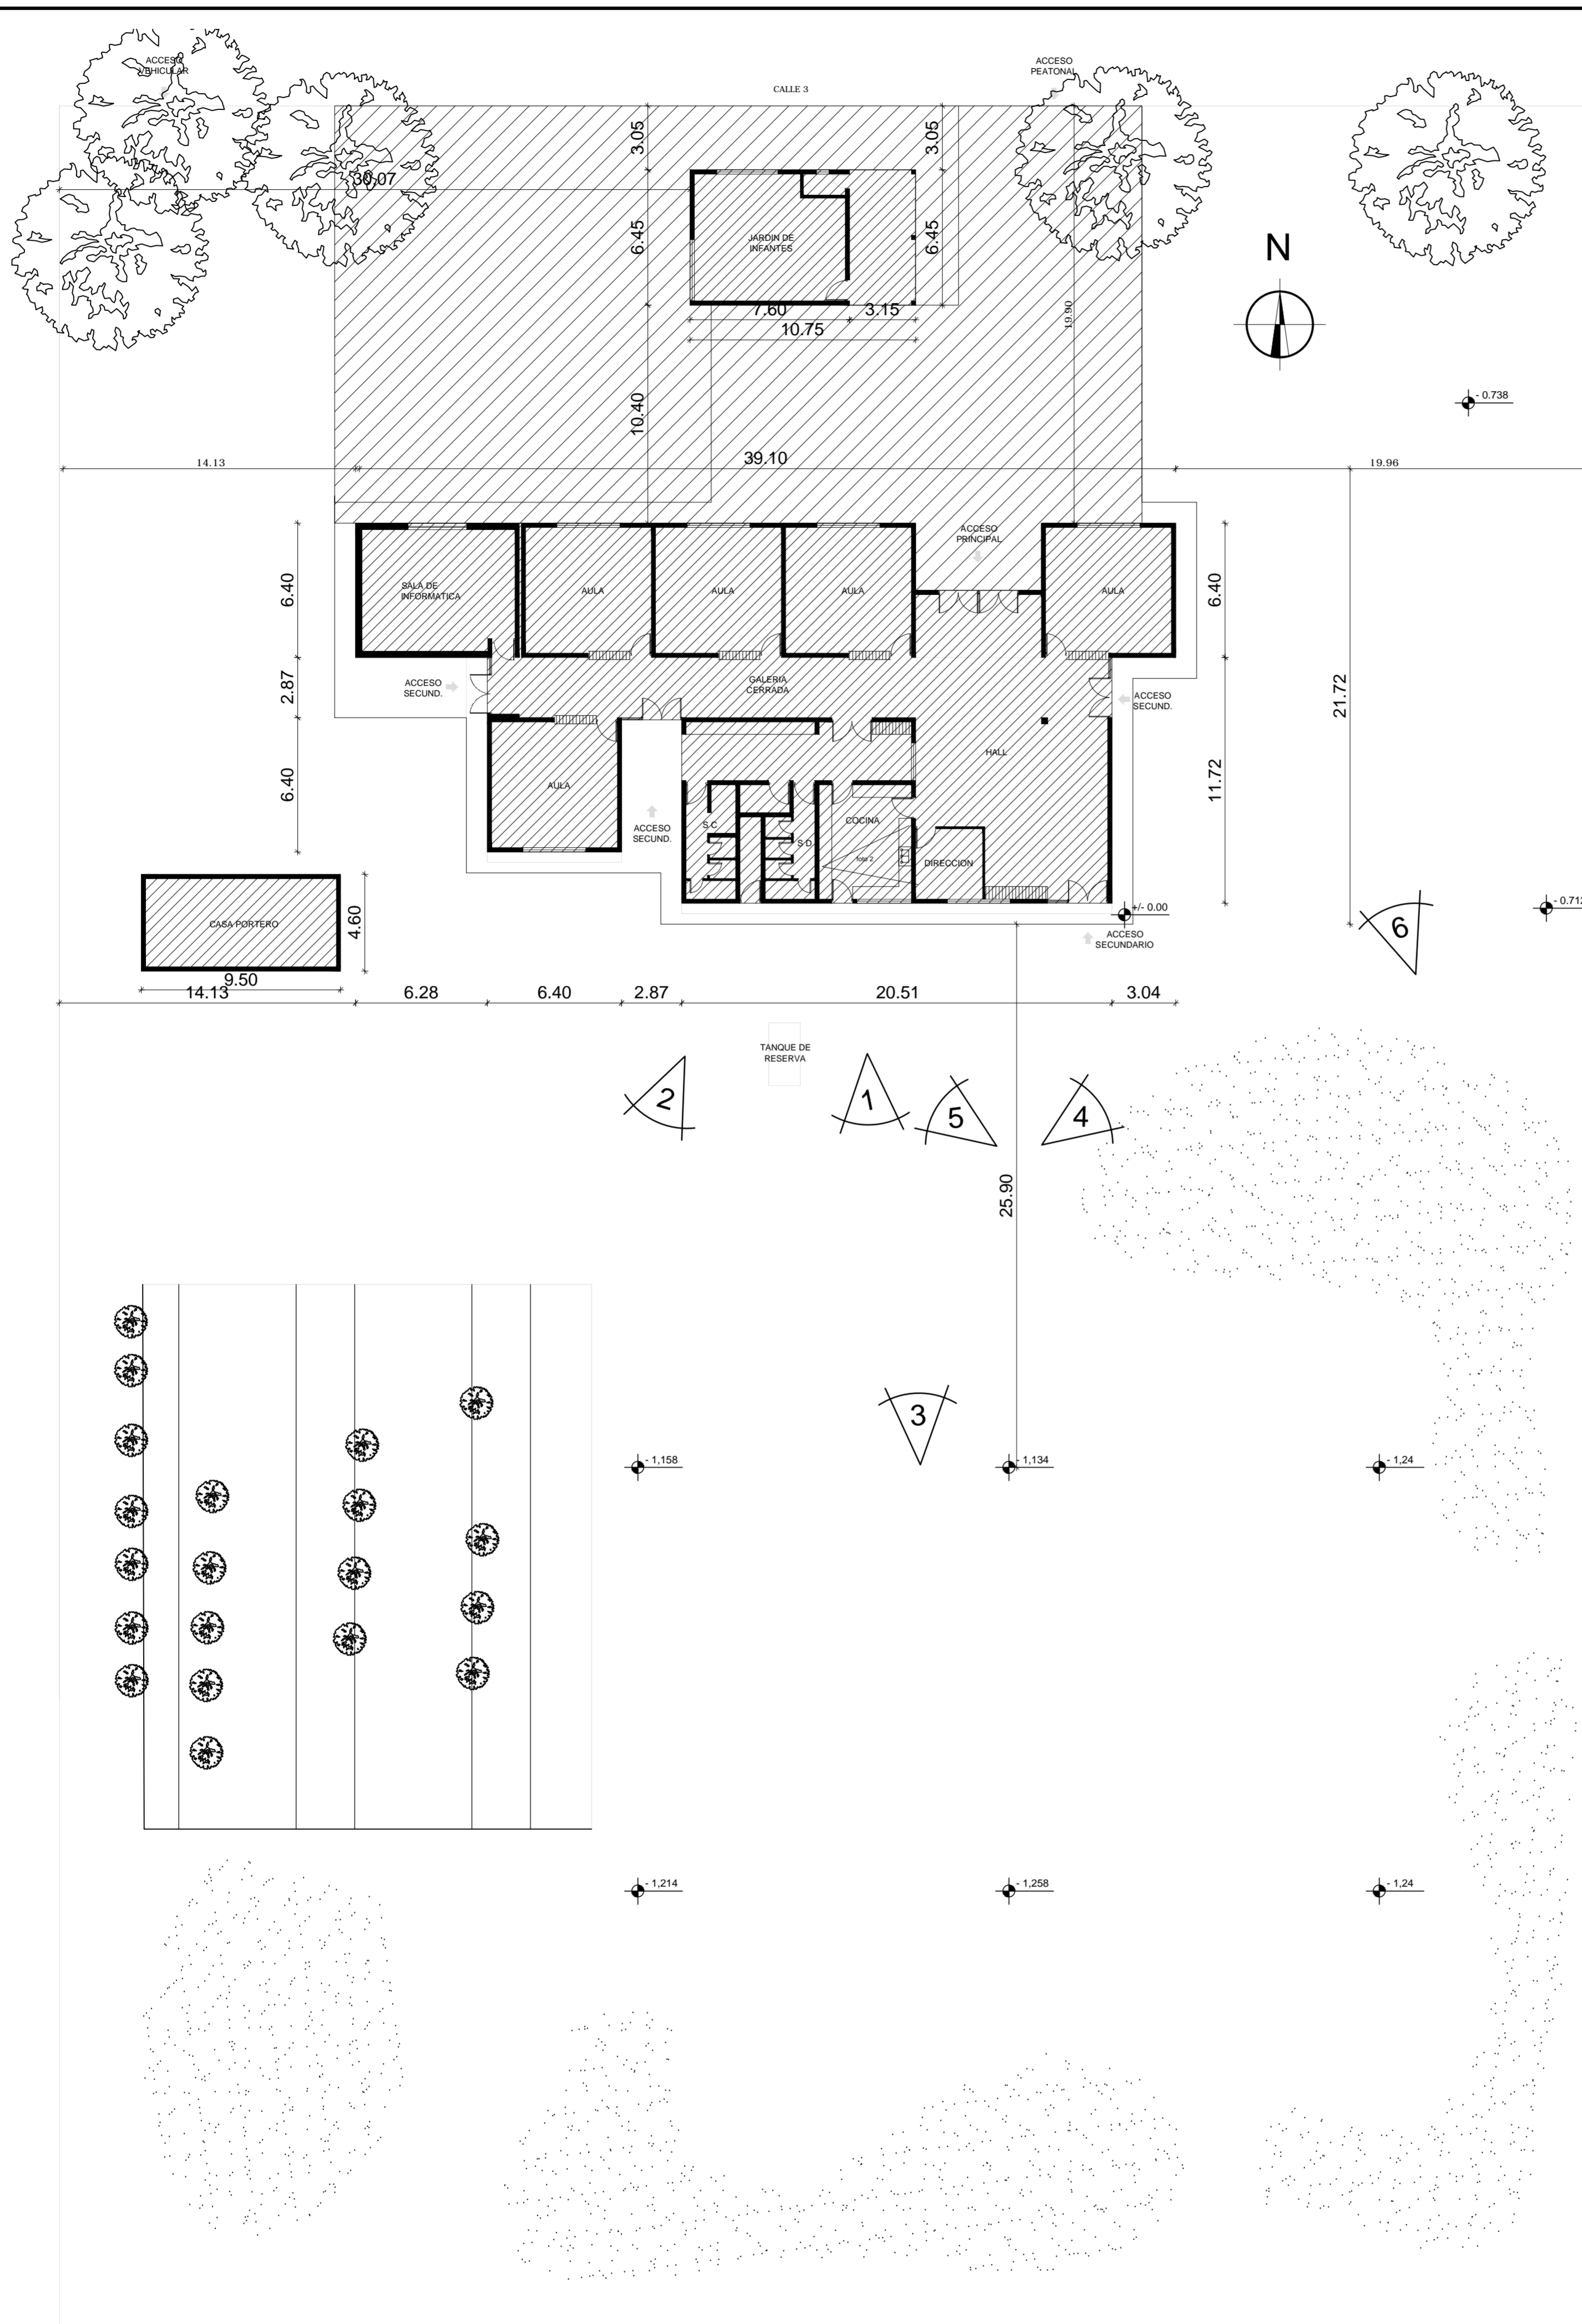 ACCESO
VEHICULAR
ACCESO
PEATONAL
CALLE 3
3.05
3.05
30,07
6.45
JARDIN DE
INFANTES
6.45
N
7.60
3.15
10.75
19.90
10.40
- 0.738
14.13
39.10
19.96
ACCESO
PRINCIPAL
6.40
SALA DE
INFORMATICA
AULA
AULA
AULA
AULA
6.40
2.87
ACCESO
SECUND.
GALERIA
CERRADA
ACCESO
SECUND.
21.72
HALL
6.40
AULA
11.72
ACCESO
SECUND.
S C
S D
COCINA
foto 2
DIRECCION
CASA PORTERO
4.60
+/- 0.00
- 0.712
6
ACCESO
SECUNDARIO
9.50
14.13
6.28
6.40
2.87
20.51
3.04
TANQUE DE
RESERVA
2
1
5
4
25.90
3
- 1,158
- 1,134
- 1,24
- 1,214
- 1,258
- 1,24